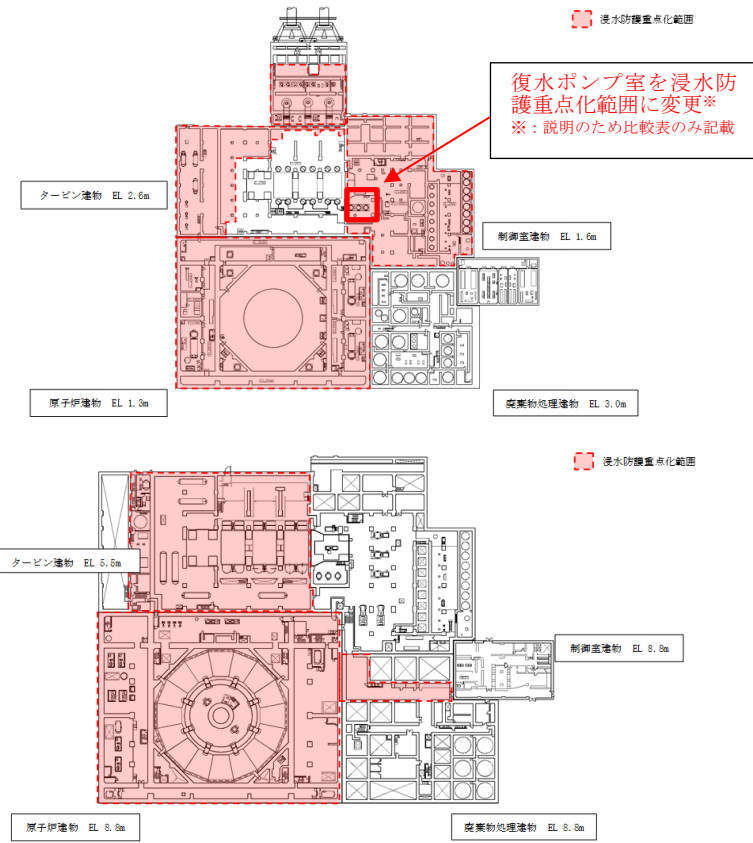 浸水防護重点化範囲
復水ポンプ室を浸水防
護重点化範囲に変更※
※：説明のため比較表のみ記載
タービン建物 EL 2.6m
制御室建物 EL 1.6m
原子炉建物 EL 1.3m
廃棄物処理建物 EL 3.0m
浸水防護重点化範囲
タービン建物 EL 5.5m
制御室建物 EL 8.8m
原子炉建物 EL 8.8m
廃棄物処理建物 EL 8.8m